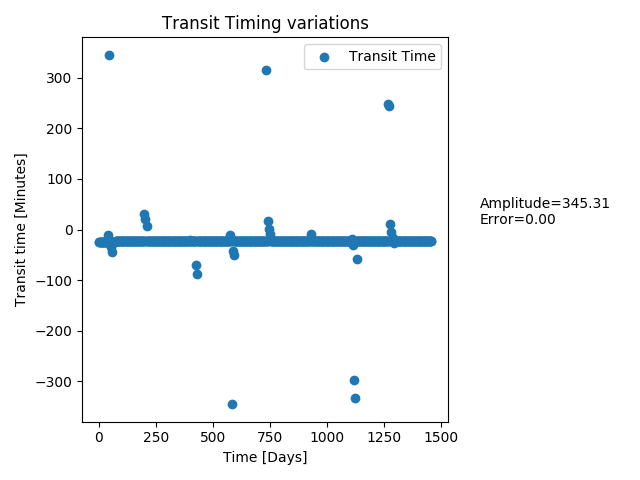 Transit Timing variations
Transit Time
300
200
100
0
−100
−200
−300
Transit time [Minutes]
Amplitude=345.31
Error=0.00
0 250 500 750 1000 1250 1500
Time [Days]